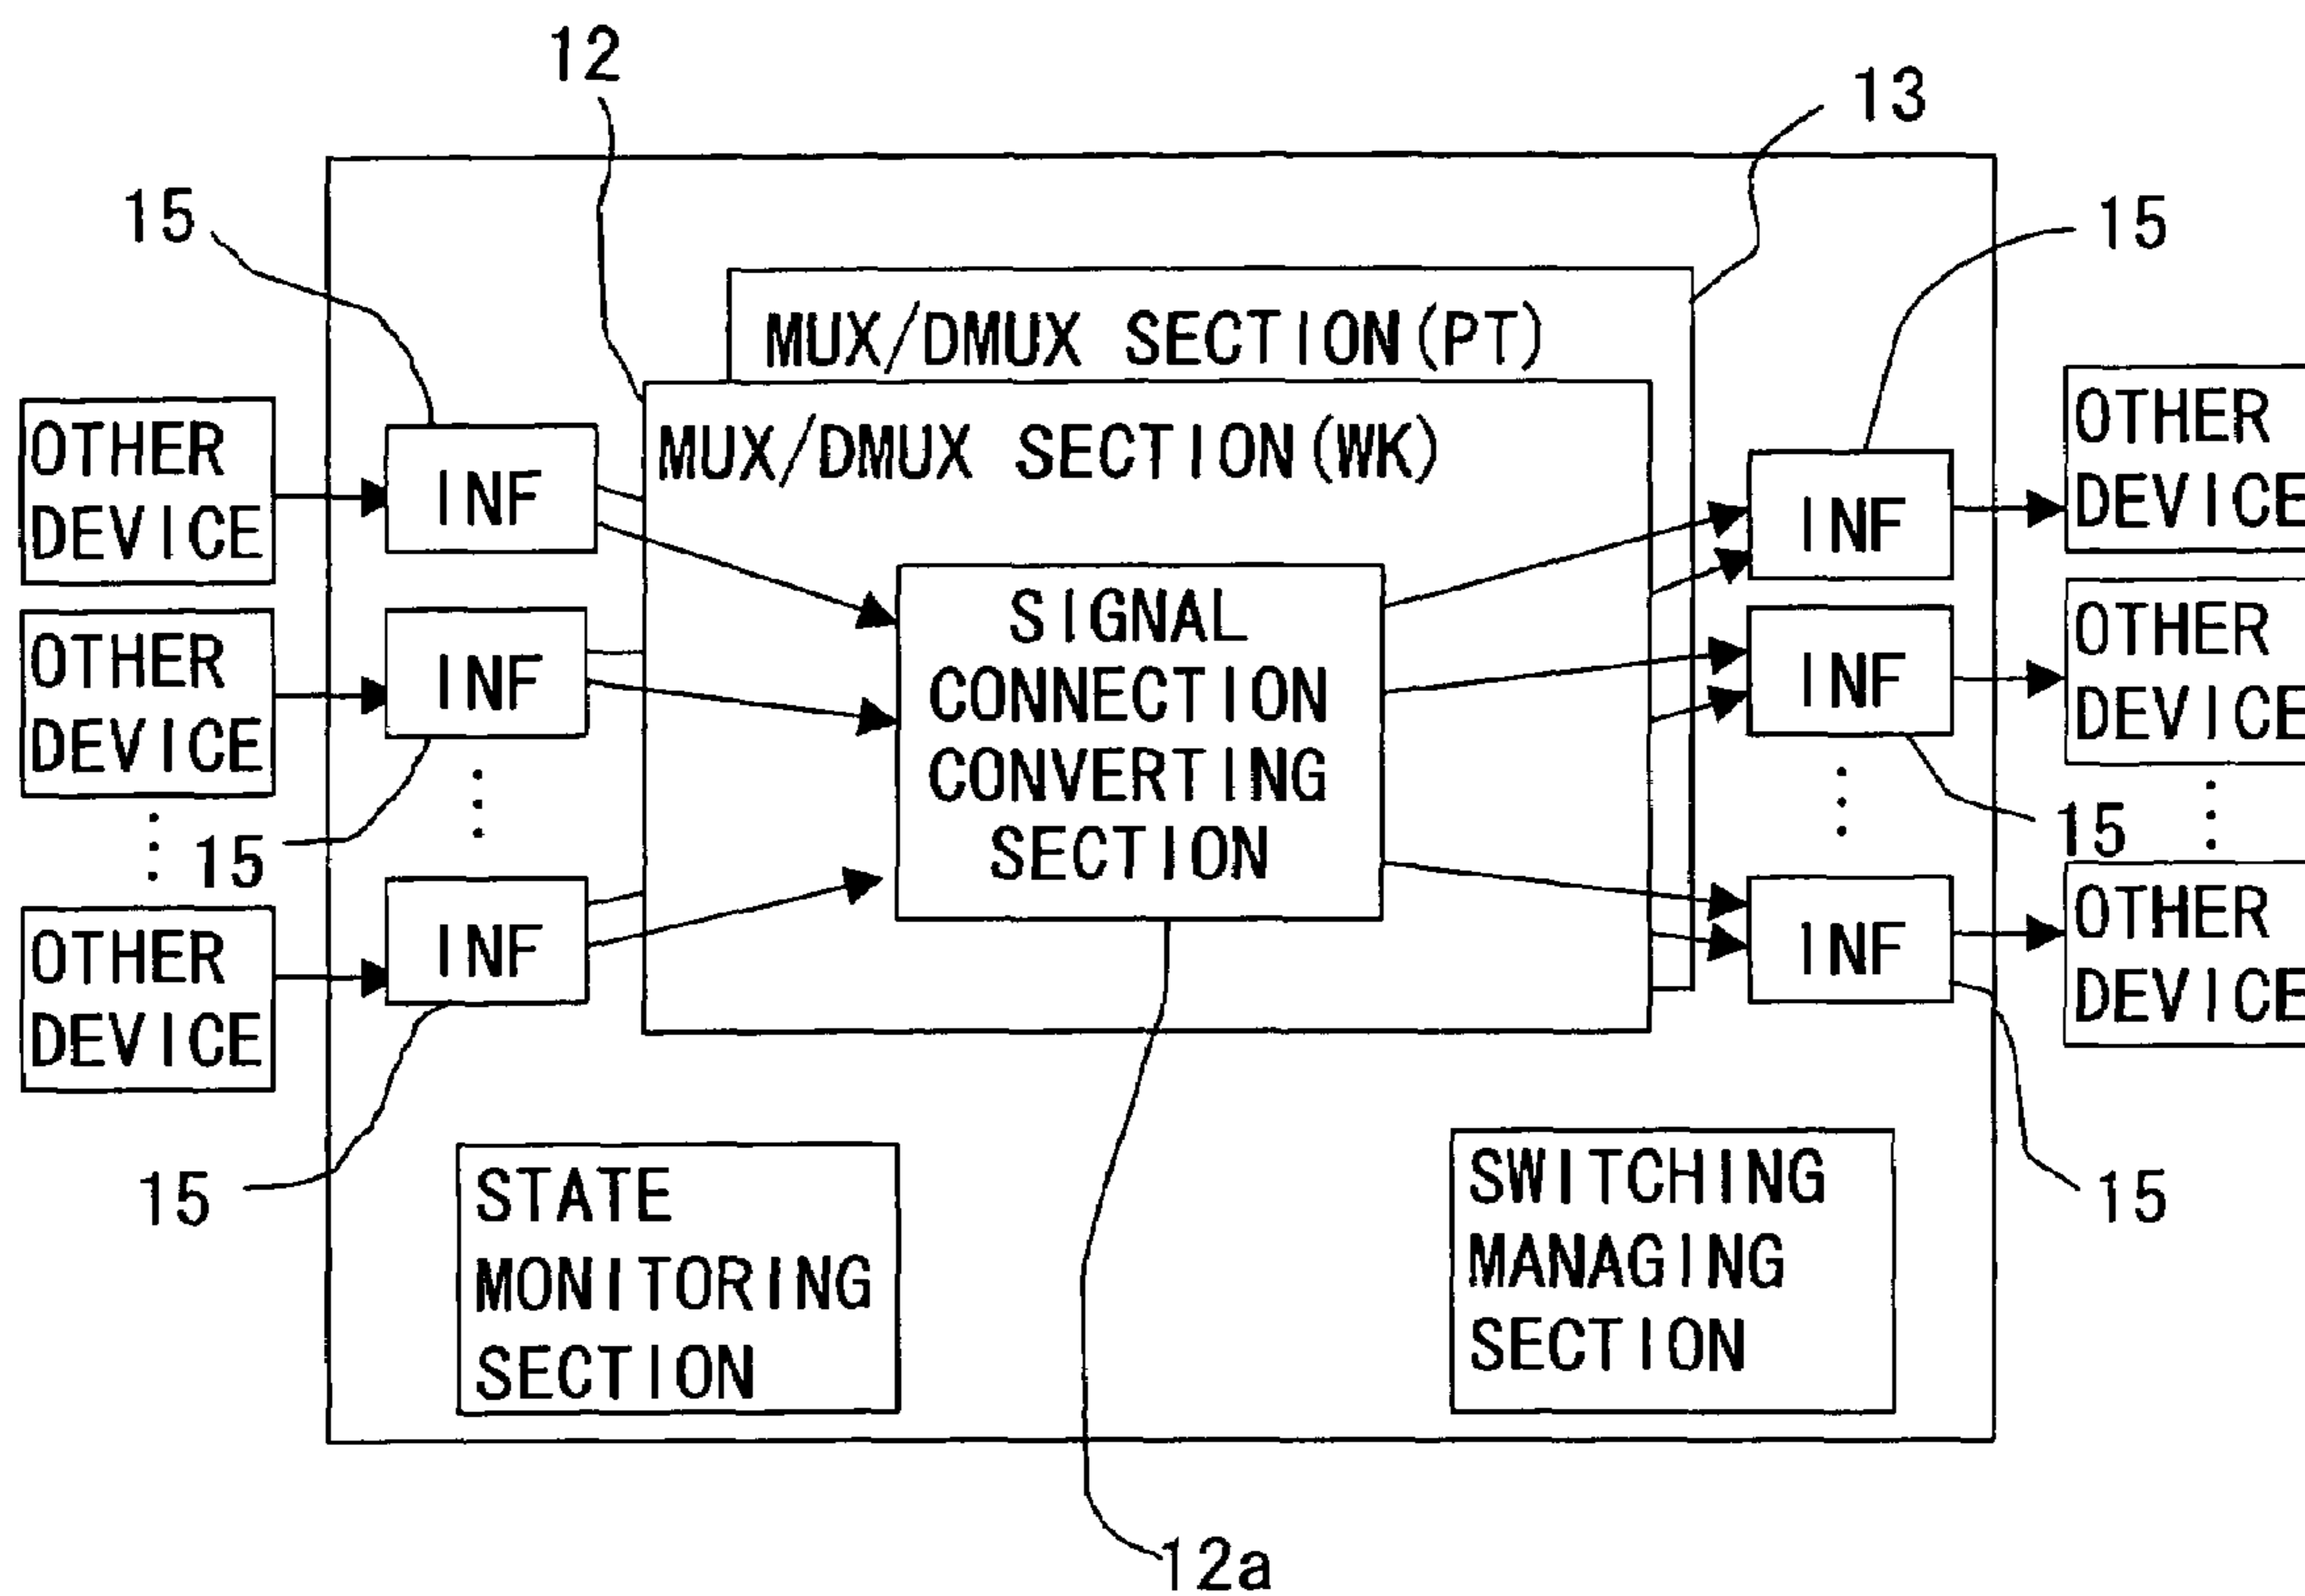 12
13
15
15
MUX/DMUX SECTION(PT)
MUX/DMUX SECTION(WK)
OTHER
DEVICE
INF
INF
OTHER
DEVICE
SIGNAL
CONNECTION
CONVERTING
SECTION
OTHER
DEVICE
INF
INF
OTHER
DEVICE
15
15
OTHER
DEVICE
INF
INF
OTHER
DEVICE
15
15
STATE
MONITORING
SECTION
SWITCHING
MANAGING
SECTION
12a